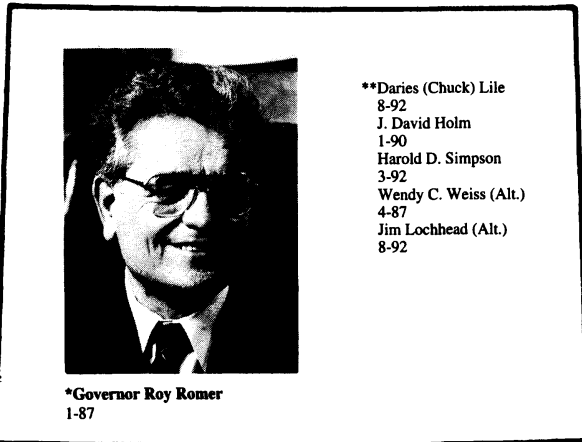 **Daries (Chuck) Lile
8-92
J. David Holm
1-90
Harold D. Simpson
3-92
Wendy C. Weiss (Alt.)
4-87
Jim Lochhead (Alt.)
8-92
*Governor Roy Romer
1-87